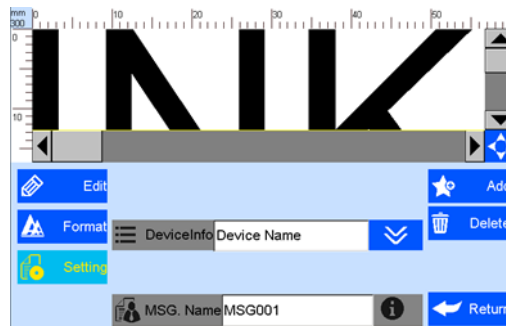 mm
300
0 10 20 30 40 50
0
10
INK
Edit
Add
Format
DeviceInfo Device Name
Delete
Setting
MSG. Name MSG001
Return